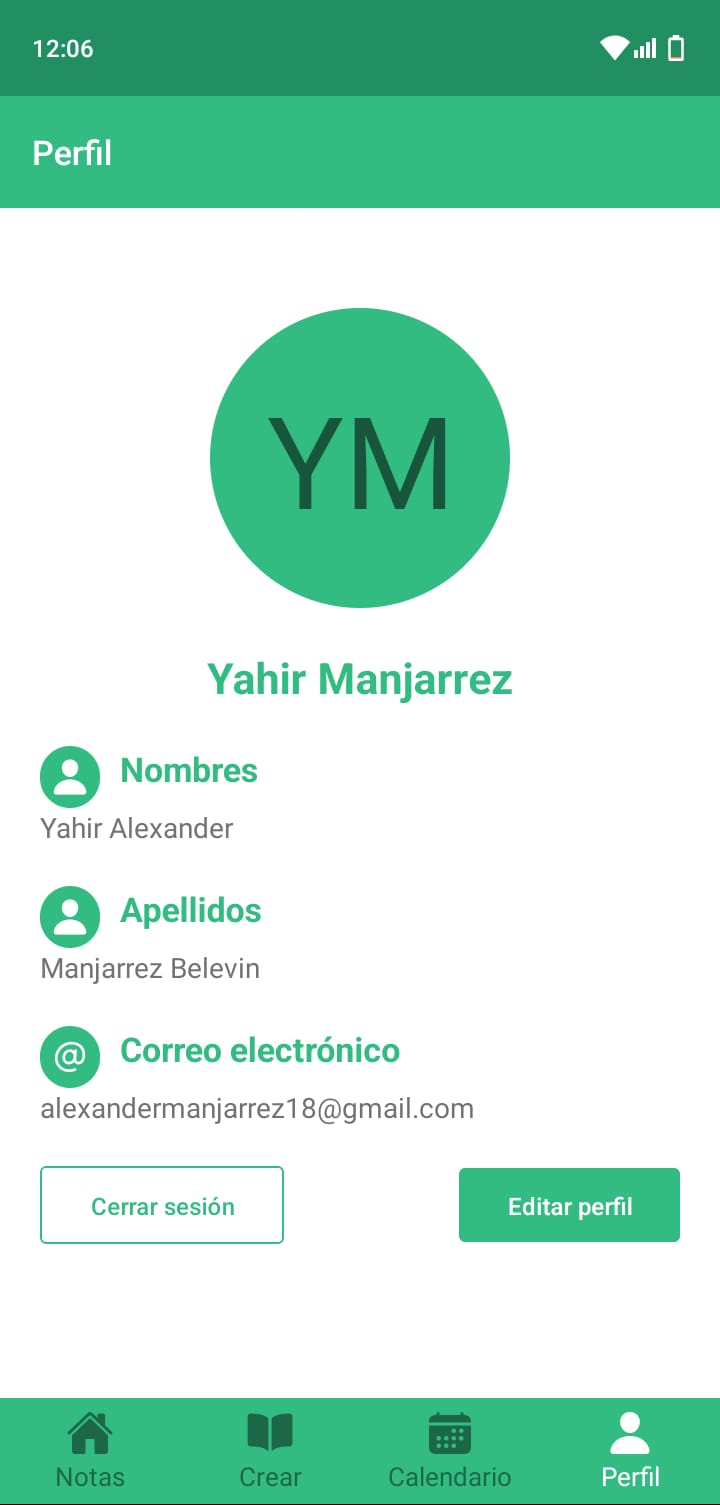 12:06
Perfil
YM
Yahir Manjarrez
Nombres
Yahir Alexander
Apellidos
Manjarrez Belevin
@ Correo electrónico
alexandermanjarrez18@gmail.com
Cerrar sesión Editar perfil
Notas Crear Calendario Perfil